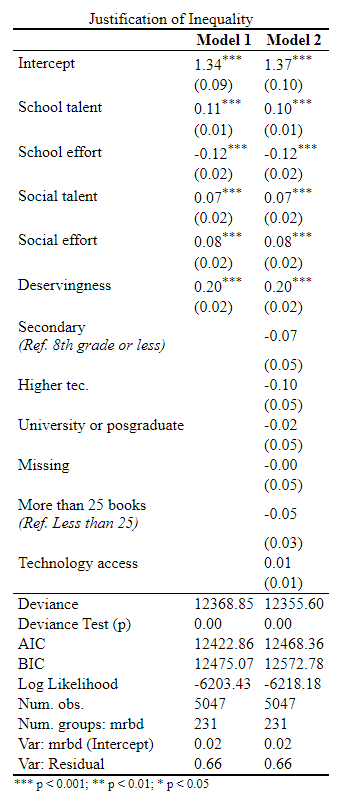 Justification of Inequality
Model 1 Model 2
Intercept 1.34*** 1.37***
(0.09) (0.10)
School talent 0.11*** 0.10***
(0.01) (0.01)
School effort -0.12*** -0.12***
(0.02) (0.02)
Social talent 0.07*** 0.07***
(0.02) (0.02)
Social effort 0.08*** 0.08***
(0.02) (0.02)
Deservingness 0.20*** 0.20***
(0.02) (0.02)
Secondary
(Ref. 8th grade or less) -0.07
(0.05)
Higher tec. -0.10
(0.05)
University or posgraduate -0.02
(0.05)
Missing -0.00
(0.05)
More than 25 books
(Ref. Less than 25) -0.05
(0.03)
Technology access 0.01
(0.01)
Deviance 12368.85 12355.60
Deviance Test (p) 0.00 0.00
AIC 12422.86 12468.36
BIC 12475.07 12572.78
Log Likelihood -6203.43 -6218.18
Num. obs. 5047 5047
Num. groups: mrbd 231 231
Var: mrbd (Intercept) 0.02 0.02
Var: Residual 0.66 0.66
*** p < 0.001; ** p < 0.01; * p < 0.05